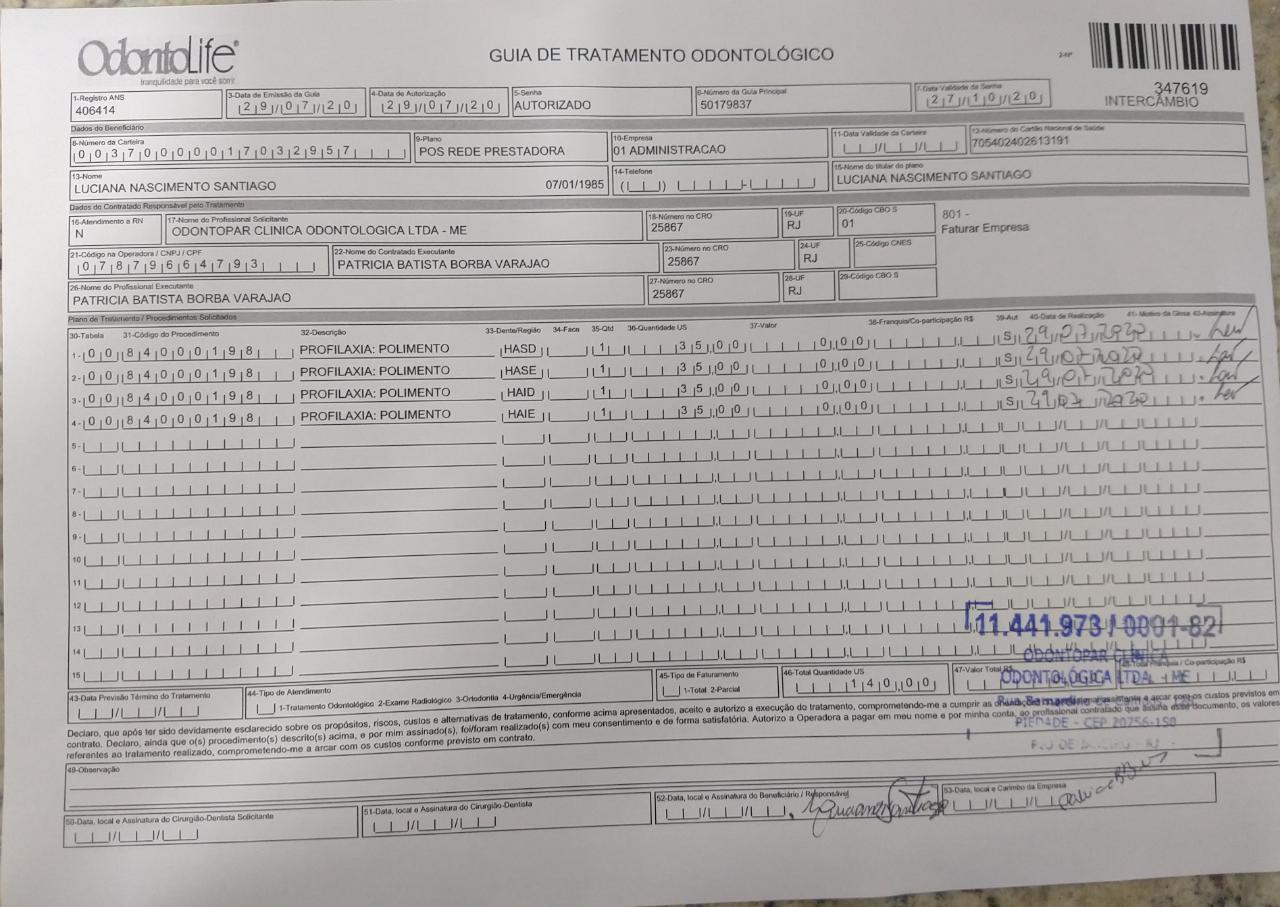 OdontoLife®
tranquilidade para você sorrir
GUIA DE TRATAMENTO ODONTOLÓGICO
347619
INTERCÂMBIO
1-Registro ANS 406414
3-Data de Emissão da Guia 29/07/20
4-Data de Autorização 29/07/20
5-Senha AUTORIZADO
6-Número da Guia Principal 50179837
7-Data Validade da Senha 27/10/20
Dados do Beneficiário
8-Número da Carteira 00370000017032957
9-Plano POS REDE PRESTADORA
10-Empresa 01 ADMINISTRACAO
11-Data Validade da Carteira
12-Número do Cartão Nacional de Saúde 705402402613191
13-Nome LUCIANA NASCIMENTO SANTIAGO 07/01/1985
14-Telefone
15-Nome do titular do plano LUCIANA NASCIMENTO SANTIAGO
Dados do Contratado Responsável pelo Tratamento
16-Atendimento a RN N
17-Nome do Profissional Solicitante ODONTOPAR CLINICA ODONTOLOGICA LTDA - ME
18-Número no CRO 25867
19-UF RJ
20-Código CBO S 01
801 -
Faturar Empresa
21-Código na Operadora / CNPJ / CPF 07879664793
22-Nome do Contratado Executante PATRICIA BATISTA BORBA VARAJAO
23-Número no CRO 25867
24-UF RJ
25-Código CNES
26-Nome do Profissional Executante PATRICIA BATISTA BORBA VARAJAO
27-Número no CRO 25867
28-UF RJ
29-Código CBO S
Plano de Tratamento / Procedimentos Solicitados
30-Tabela 31-Código do Procedimento 32-Descrição 33-Dente/Região 34-Face 35-Qtd 36-Quantidade US 37-Valor 38-Franquia/Co-participação R$ 39-Aut 40-Data de Realização 41- Motivo da Glosa 42-Assinatura
1- 00 84000198 PROFILAXIA: POLIMENTO HASD 1 35,00 0,00 S 29 07 2020
2- 00 84000198 PROFILAXIA: POLIMENTO HASE 1 35,00 0,00 S 29 07 2020
3- 00 84000198 PROFILAXIA: POLIMENTO HAID 1 35,00 0,00 S 29 07 2020
4- 00 84000198 PROFILAXIA: POLIMENTO HAIE 1 35,00 0,00 S 29 07 2020
5-
6-
7-
8-
9-
10
11
12
13
14
15
11.441.973 / 0001-82
ODONTOPAR CLÍNICA
ODONTOLÓGICA LTDA - ME
PIEDADE - CEP 20756-150
RIO DE JANEIRO - RJ
43-Data Previsão Término do Tratamento
44-Tipo de Atendimento
1-Tratamento Odontológico 2-Exame Radiológico 3-Ortodontia 4-Urgência/Emergência
45-Tipo de Faturamento
1-Total 2-Parcial
46-Total Quantidade US 140,00
47-Valor Total R$
Franquia / Co-participação R$
Declaro, que após ter sido devidamente esclarecido sobre os propósitos, riscos, custos e alternativas de tratamento, conforme acima apresentados, aceito e autorizo a execução do tratamento, comprometendo-me a cumprir as e arcar com os custos previstos em
contrato. Declaro, ainda que o(s) procedimento(s) descrito(s) acima, e por mim assinado(s), foi/foram realizado(s) com meu consentimento e de forma satisfatória. Autorizo a Operadora a pagar em meu nome e por minha conta, ao profissional contratado que assina esse documento, os valores
referentes ao tratamento realizado, comprometendo-me a arcar com os custos conforme previsto em contrato.
49-Observação
50-Data, local e Assinatura do Cirurgião-Dentista Solicitante
51-Data, local e Assinatura do Cirurgião-Dentista
52-Data, local e Assinatura do Beneficiário / Responsável
53-Data, local e Carimbo da Empresa